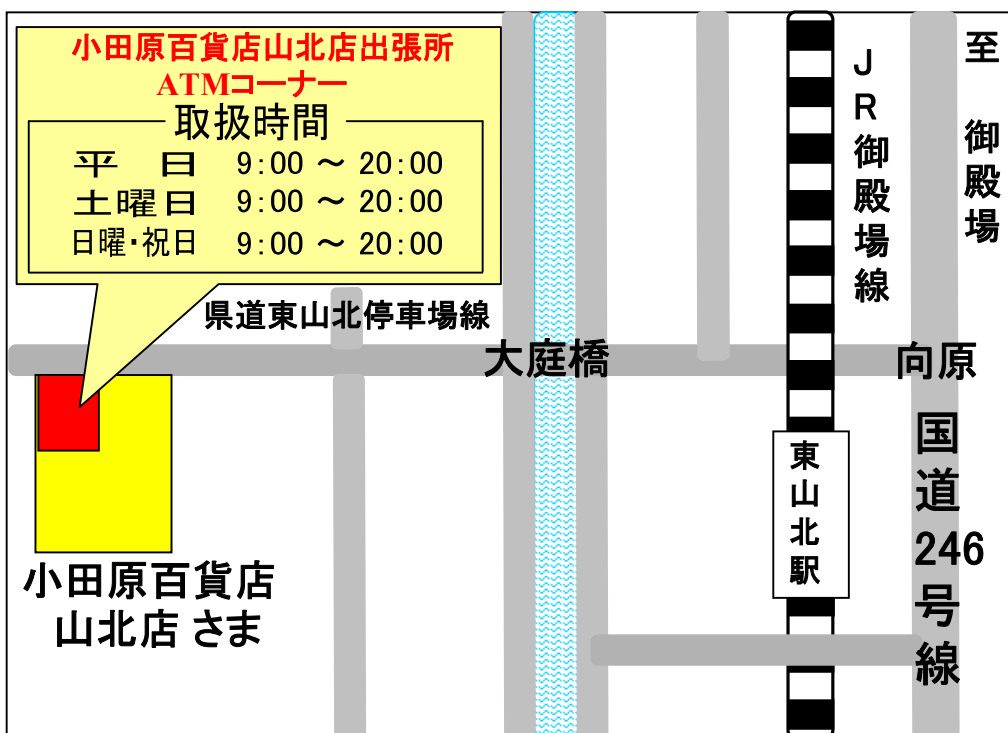 小田原百貨店山北店出張所
ATMコーナー
取扱時間
平　日 9:00 ～ 20:00
土曜日 9:00 ～ 20:00
日曜・祝日 9:00 ～ 20:00
県道東山北停車場線
大庭橋
向原
JR御殿場線
至　御殿場
東山北駅
国道246号線
小田原百貨店
山北店 さま